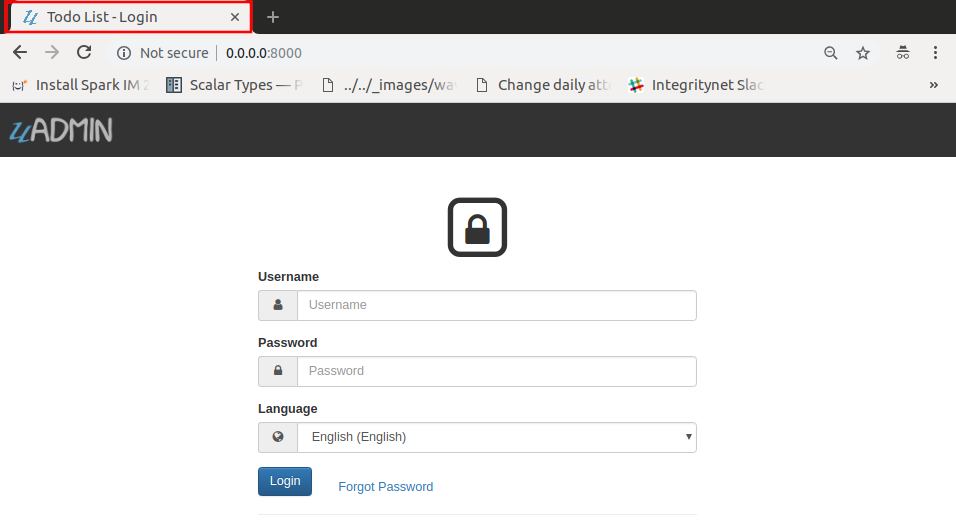 Todo List - Login
Not secure 0.0.0.0:8000
Install Spark IM Scalar Types — ../../_images/wa Change daily att Integritynet Slac »
uADMIN
Username
Username
Password
Password
Language
English (English)
Login Forgot Password